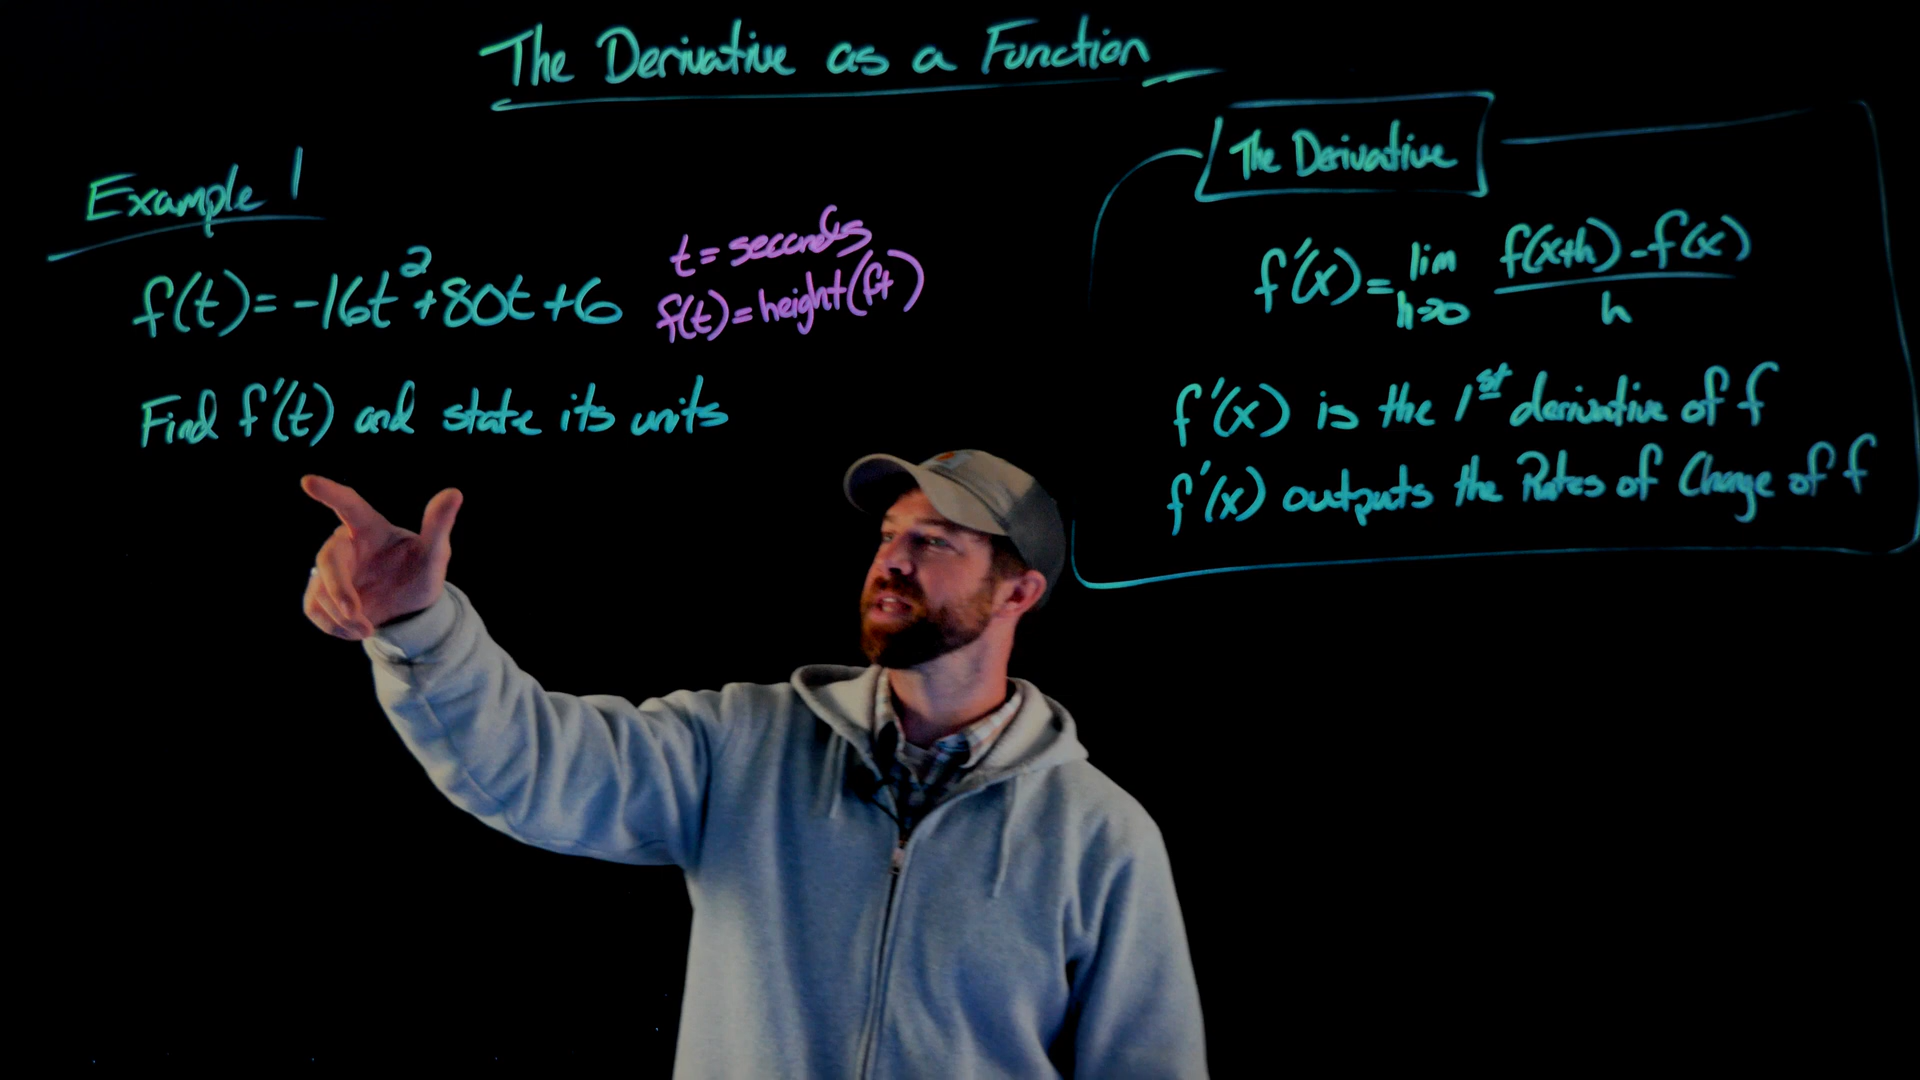 The Derivative as a Function
Example 1
f(t)= -16t²+80t+6
t= seconds
f(t)=height(ft)
Find f'(t) and state its units
The Derivative
f'(x)= lim h→0 f(x+h)-f(x) / h
f'(x) is the 1st derivative of f
f'(x) outputs the Rates of Change of f